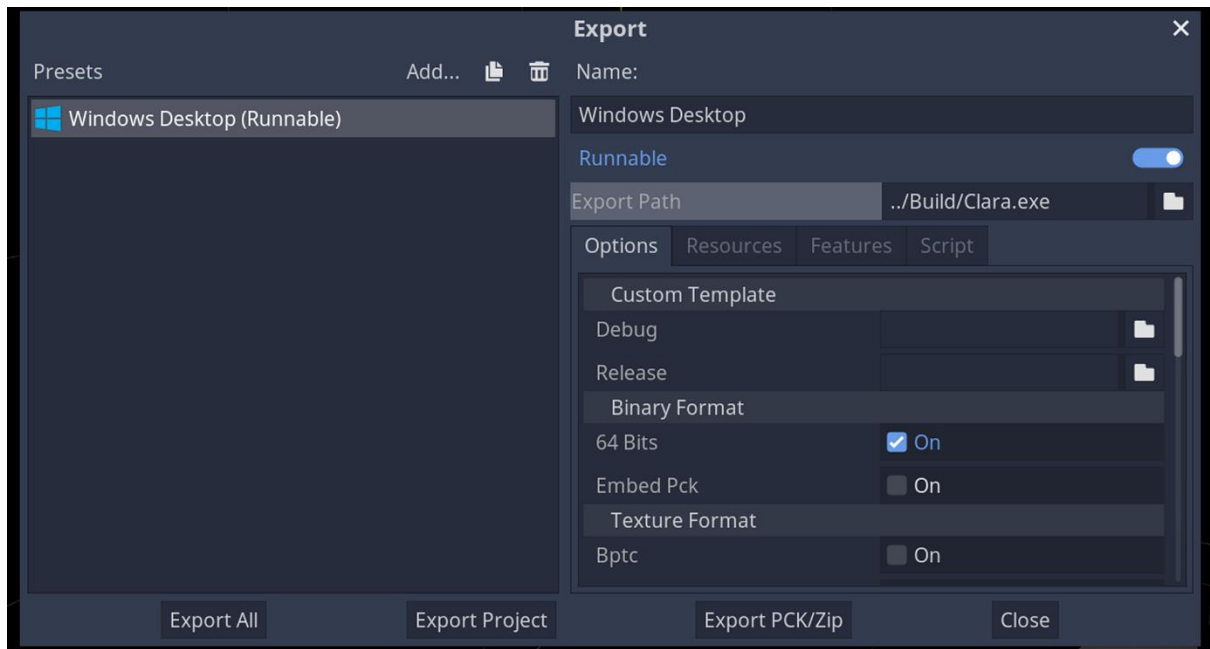 Export
Presets Add... Name:
Windows Desktop (Runnable)
Windows Desktop
Runnable
Export Path ../Build/Clara.exe
Options Resources Features Script
Custom Template
Debug
Release
Binary Format
64 Bits On
Embed Pck On
Texture Format
Bptc On
Export All Export Project Export PCK/Zip Close